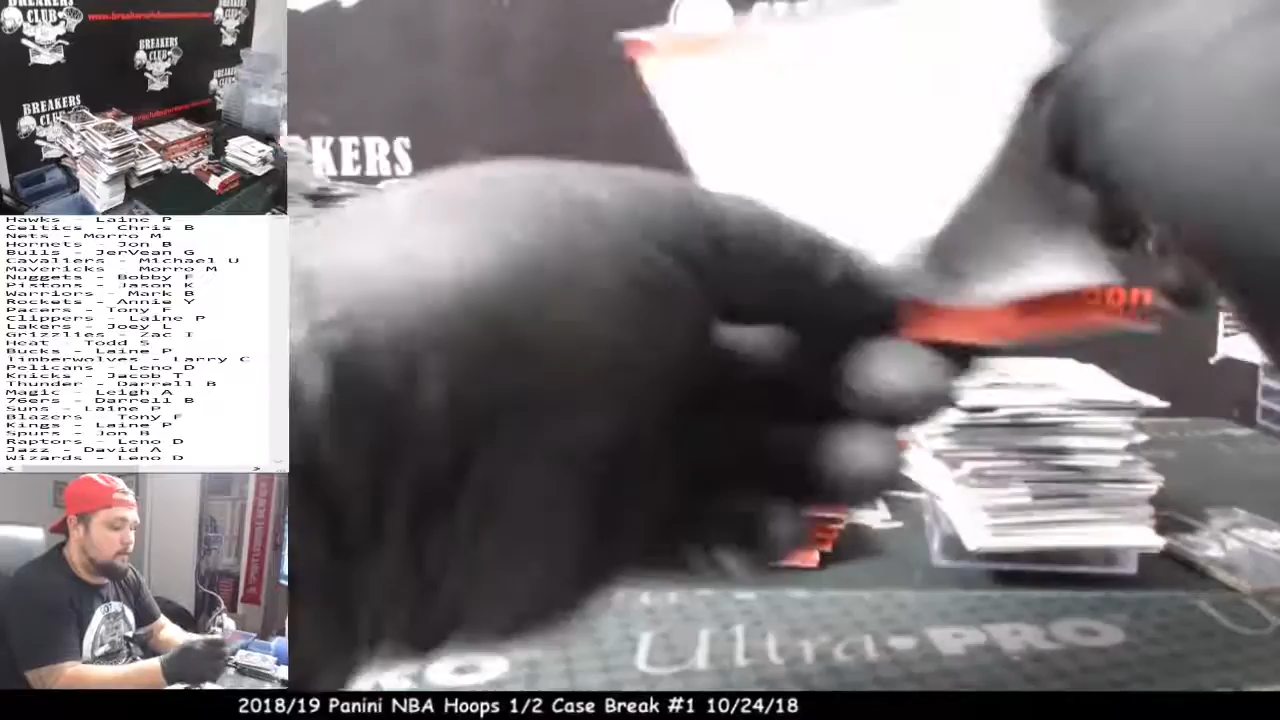 BREAKERS
CLUB
www.breakers
BREAKERS
CLUB
BREAKERS
CLUB
KERS
Hawks - Laine P
Celtics - Chris B
Nets - Morro M
Hornets - Jon B
Bulls - JerVean G
Cavaliers - Michael U
Mavericks - Morro M
Nuggets - Bobby F
Pistons - Jason K
Warriors - Mark B
Rockets - Annie Y
Pacers - Tony F
Clippers - Laine P
Lakers - Joey L
Grizzlies - Zac I
Heat - Todd S
Bucks - Laine P
Timberwolves - Larry C
Pelicans - Leno D
Knicks - Jacob T
Thunder - Darrell B
Magic - Leigh A
76ers - Darrell B
Suns - Laine P
Blazers - Tony F
Kings - Laine P
Spurs - Jon B
Raptors - Leno D
Jazz - David A
Wizards - Leno D
Ultra•PRO
2018/19 Panini NBA Hoops 1/2 Case Break #1 10/24/18